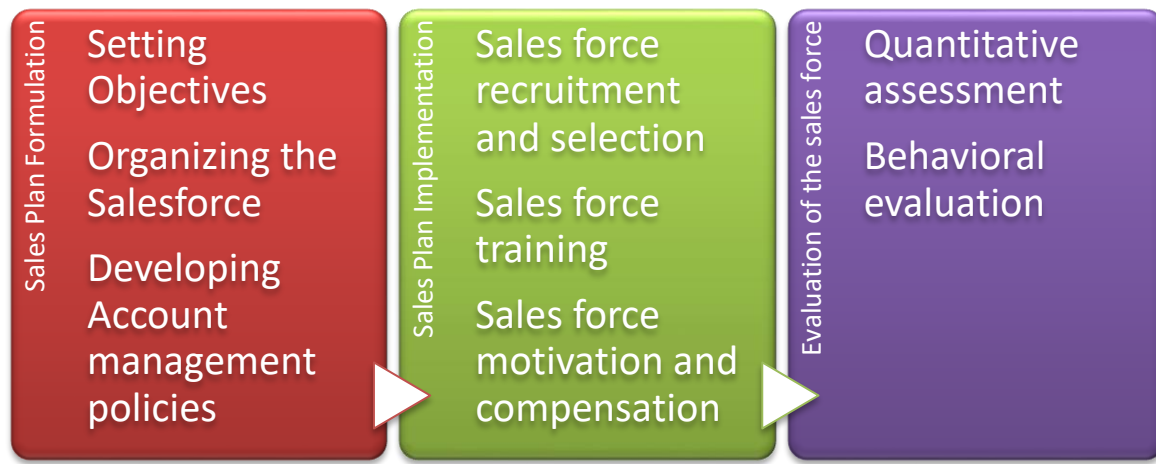 Sales Plan Formulation
Setting
Objectives
Organizing the
Salesforce
Developing
Account
management
policies
Sales Plan Implementation
Sales force
recruitment
and selection
Sales force
training
Sales force
motivation and
compensation
Evaluation of the sales force
Quantitative
assessment
Behavioral
evaluation